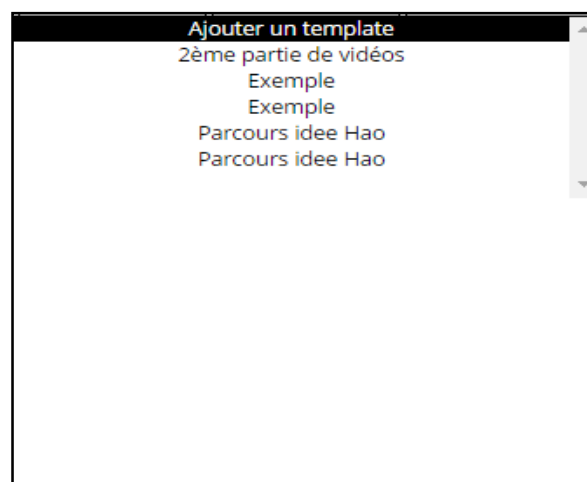 Ajouter un template
2ème partie de vidéos
Exemple
Exemple
Parcours idee Hao
Parcours idee Hao